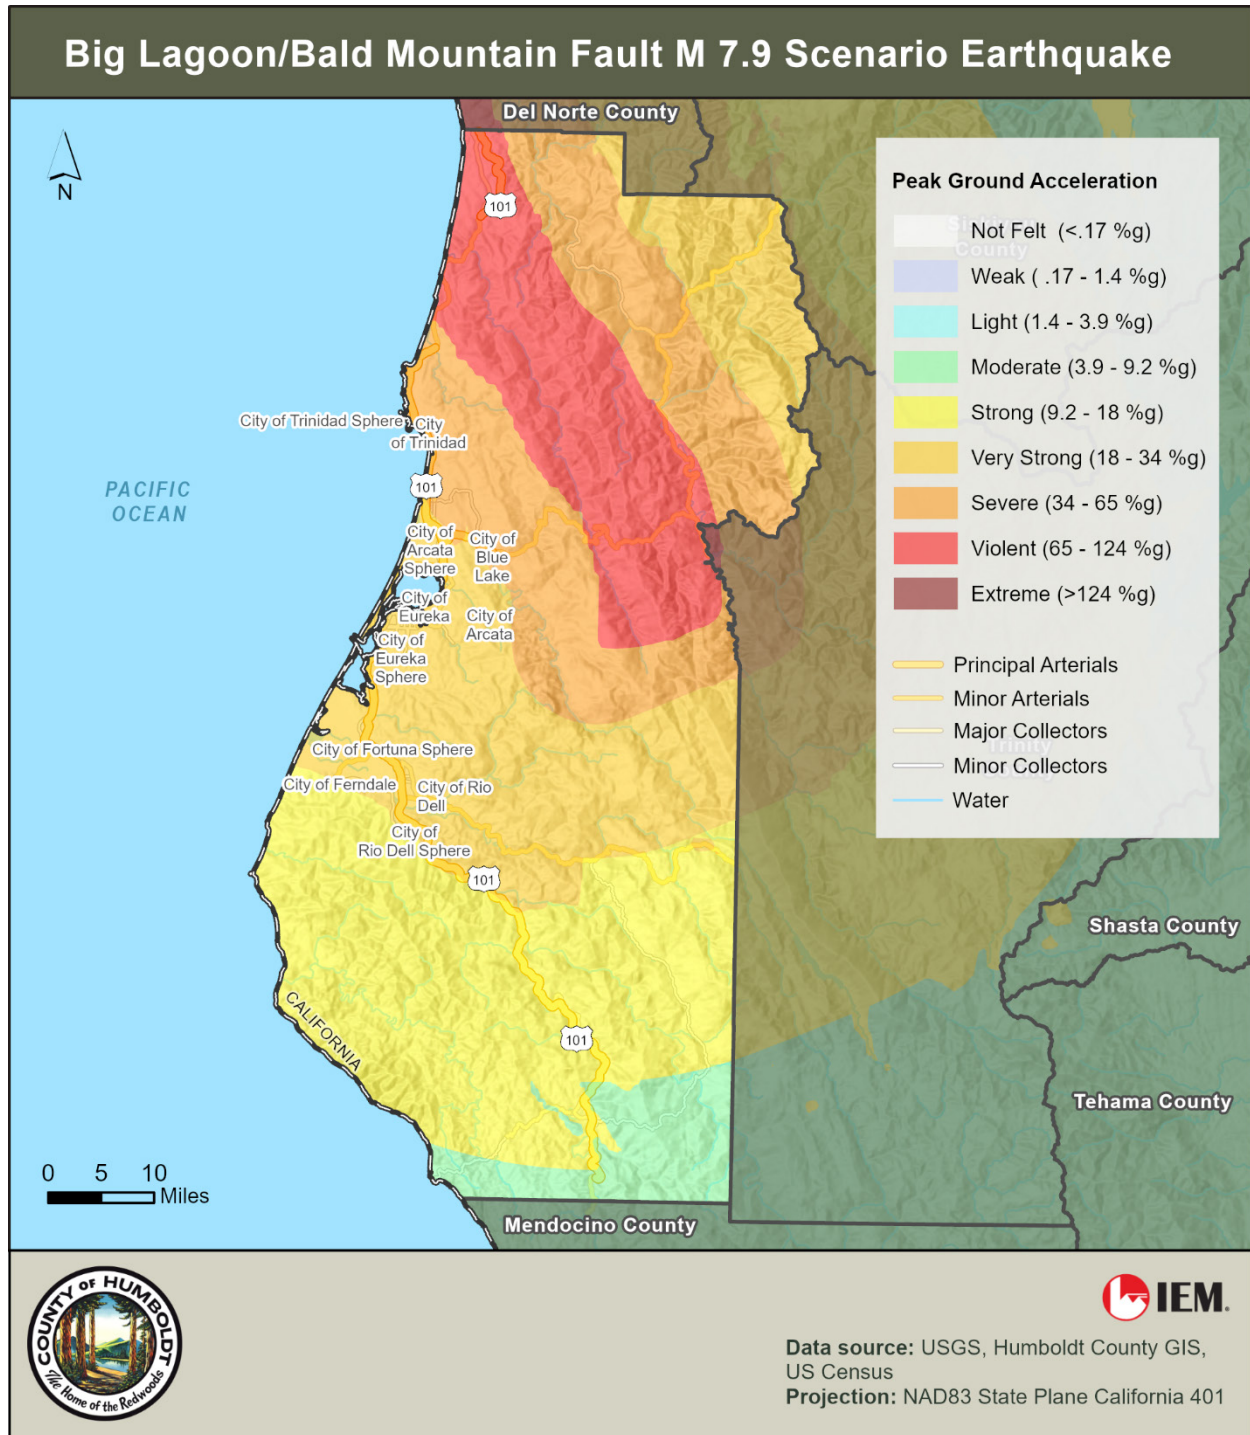 Big Lagoon/Bald Mountain Fault M 7.9 Scenario Earthquake
Del Norte County
N
101
Peak Ground Acceleration
Not Felt (<.17 %g)
Weak ( .17 - 1.4 %g)
Light (1.4 - 3.9 %g)
Moderate (3.9 - 9.2 %g)
Strong (9.2 - 18 %g)
Very Strong (18 - 34 %g)
Severe (34 - 65 %g)
Violent (65 - 124 %g)
Extreme (>124 %g)
Principal Arterials
Minor Arterials
Major Collectors
Minor Collectors
Water
County
Trinity
City of Trinidad Sphere
City
of Trinidad
PACIFIC
OCEAN
101
City of
Arcata
Sphere
City of
Blue
Lake
City of
Eureka
City of
Arcata
City of
Eureka
Sphere
City of Fortuna Sphere
City of Ferndale
City of Rio
Dell
City of
Rio Dell Sphere
101
Shasta County
CALIFORNIA
101
Tehama County
0 5 10
Miles
Mendocino County
COUNTY OF HUMBOLDT
The Home of the Redwoods
IEM.
Data source: USGS, Humboldt County GIS,
US Census
Projection: NAD83 State Plane California 401